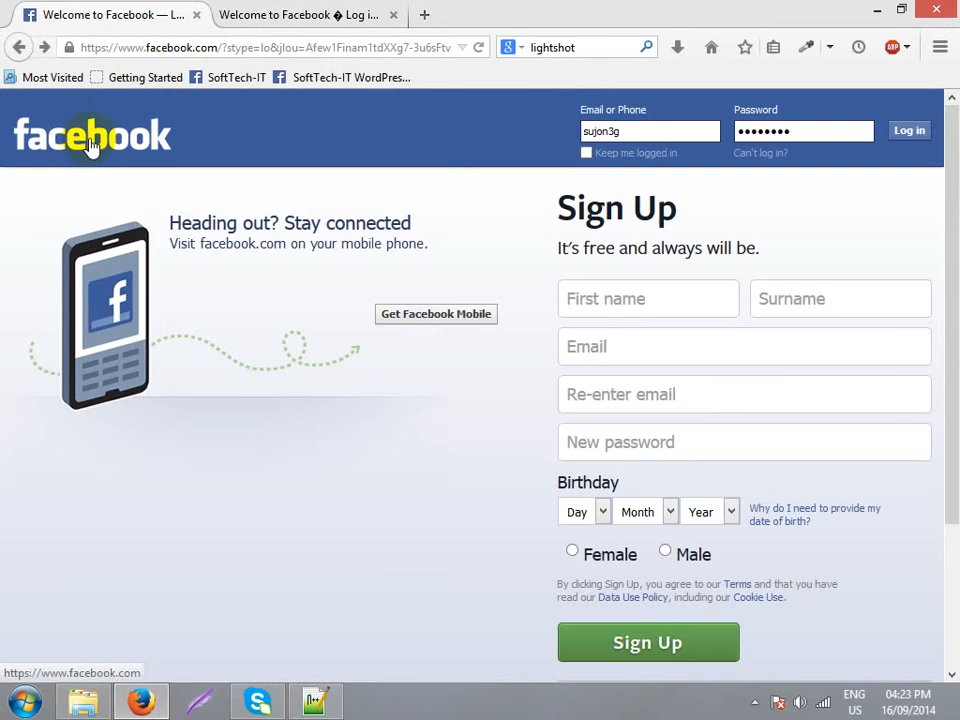 Welcome to Facebook — L...
Welcome to Facebook � Log i...
https://www.facebook.com/?stype=lo&jlou=Afew1Finam1tdXXg7-3u6sFtv
lightshot
ABP
Most Visited
Getting Started
SoftTech-IT
SoftTech-IT WordPres...
facebook
Email or Phone
Password
sujon3g
••••••••
Log in
Keep me logged in
Can't log in?
Heading out? Stay connected
Visit facebook.com on your mobile phone.
Get Facebook Mobile
Sign Up
It's free and always will be.
First name
Surname
Email
Re-enter email
New password
Birthday
Day
Month
Year
Why do I need to provide my
date of birth?
Female
Male
By clicking Sign Up, you agree to our Terms and that you have
read our Data Use Policy, including our Cookie Use.
Sign Up
https://www.facebook.com
ENG
US
04:23 PM
16/09/2014